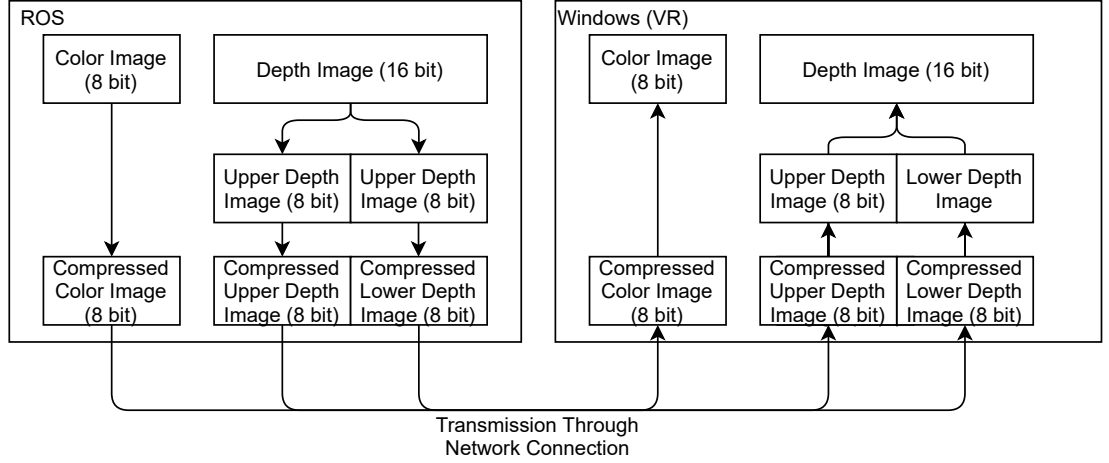 ROS
Color Image
(8 bit)
Depth Image (16 bit)
Upper Depth
Image (8 bit)
Upper Depth
Image (8 bit)
Compressed
Color Image
(8 bit)
Compressed
Upper Depth
Image (8 bit)
Compressed
Lower Depth
Image (8 bit)
Windows (VR)
Color Image
(8 bit)
Depth Image (16 bit)
Upper Depth
Image (8 bit)
Lower Depth
Image
Compressed
Color Image
(8 bit)
Compressed
Upper Depth
Image (8 bit)
Compressed
Lower Depth
Image (8 bit)
Transmission Through
Network Connection